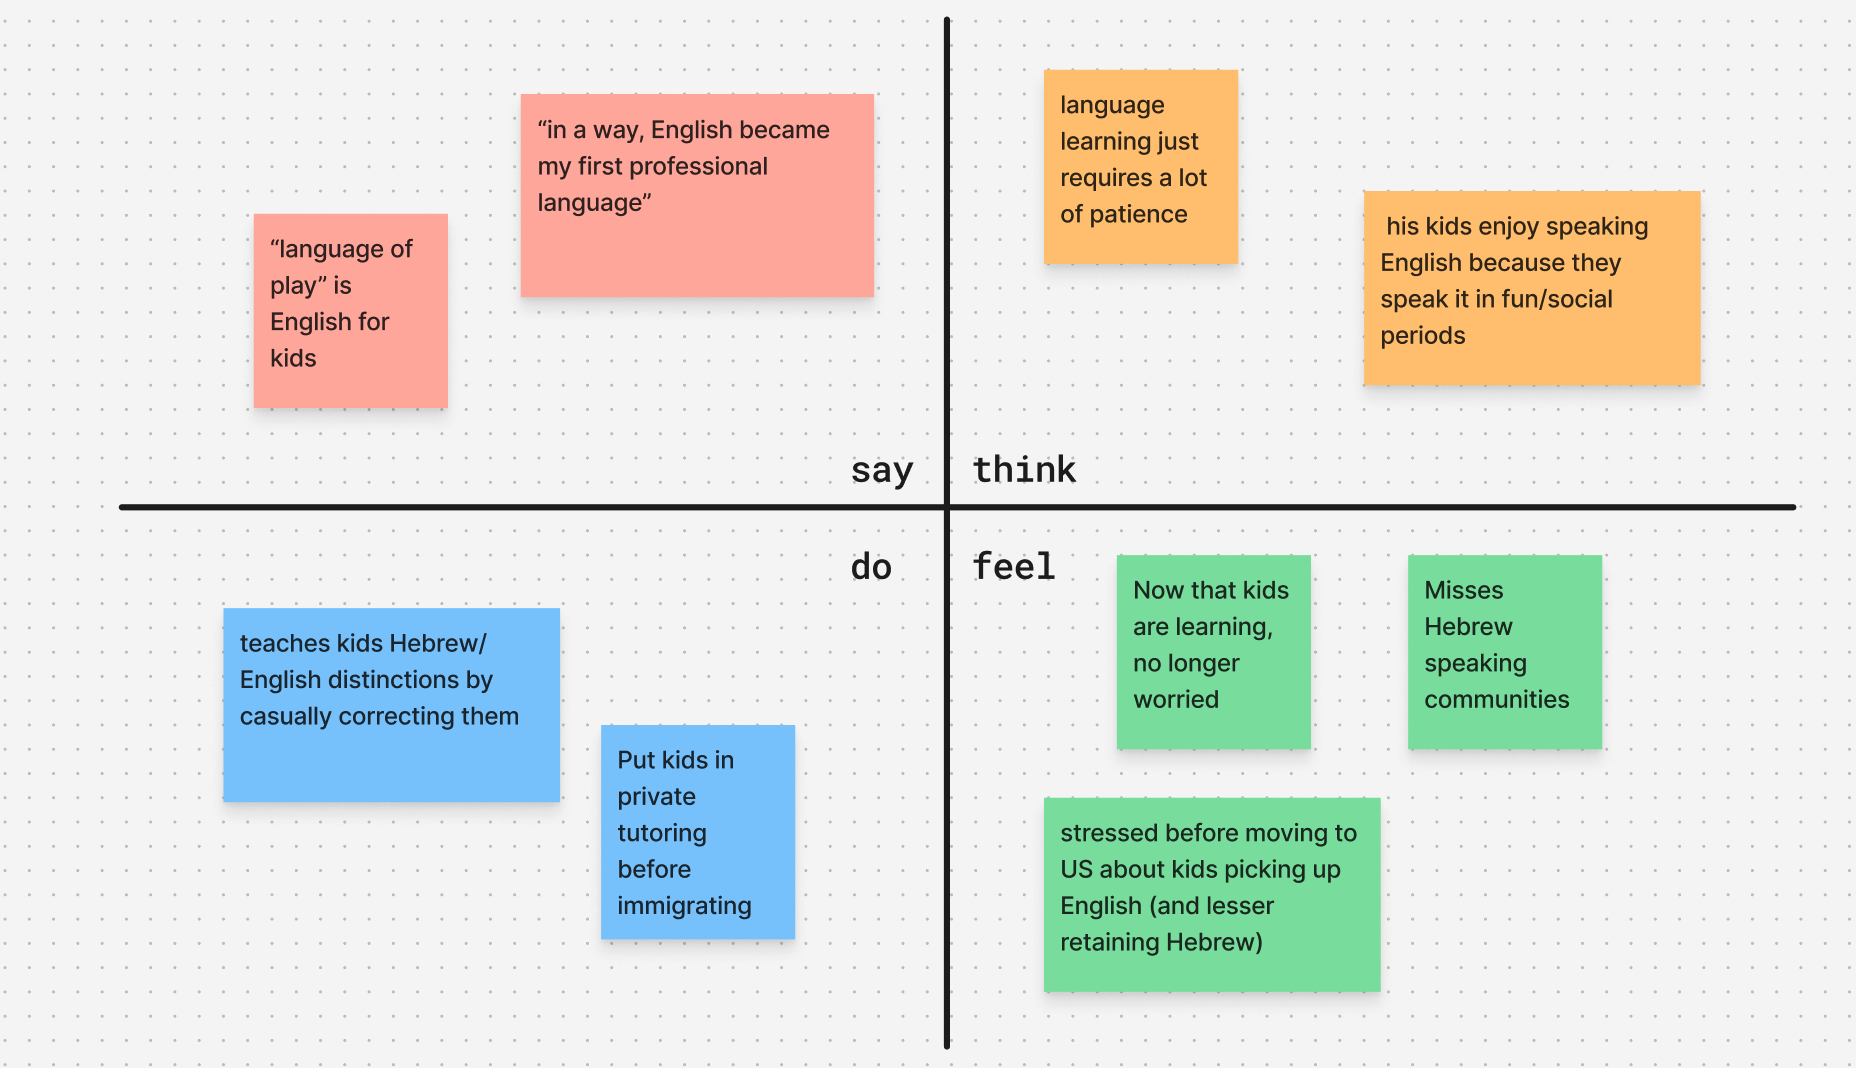 “in a way, English became
my first professional
language”
“language of
play” is
English for
kids
language
learning just
requires a lot
of patience
his kids enjoy speaking
English because they
speak it in fun/social
periods
say
think
do
feel
teaches kids Hebrew/
English distinctions by
casually correcting them
Put kids in
private
tutoring
before
immigrating
Now that kids
are learning,
no longer
worried
Misses
Hebrew
speaking
communities
stressed before moving to
US about kids picking up
English (and lesser
retaining Hebrew)